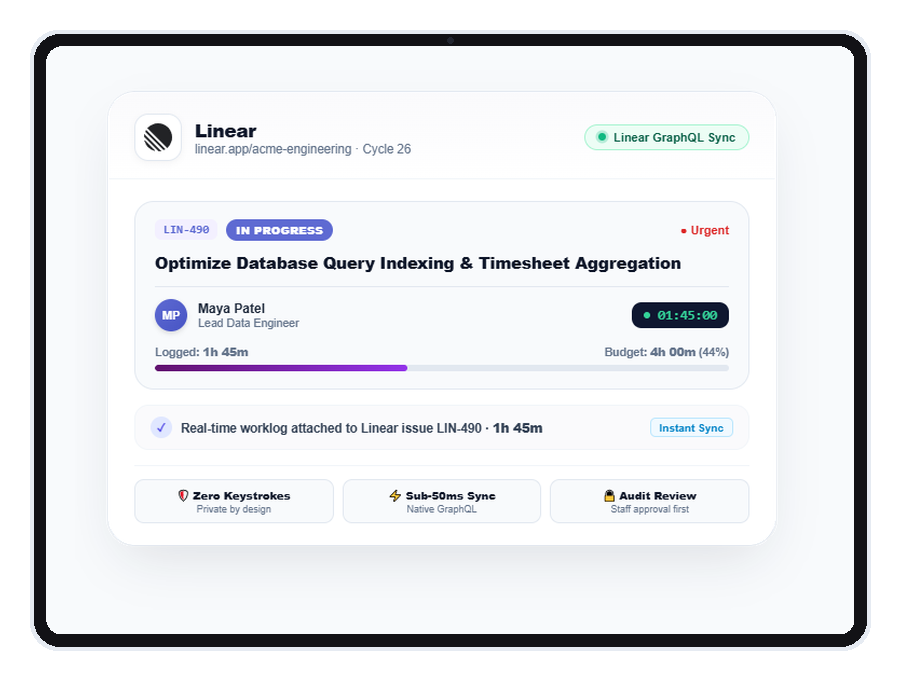 Linear
linear.app/acme-engineering · Cycle 26
Linear GraphQL Sync
LIN-490
IN PROGRESS
Urgent
Optimize Database Query Indexing & Timesheet Aggregation
MP
Maya Patel
Lead Data Engineer
01:45:00
Logged: 1h 45m
Budget: 4h 00m (44%)
Real-time worklog attached to Linear issue LIN-490 · 1h 45m
Instant Sync
Zero Keystrokes
Private by design
Sub-50ms Sync
Native GraphQL
Audit Review
Staff approval first